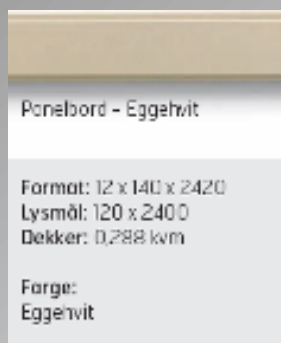 Panelbord - Eggehvit
Format: 12 x 140 x 2420
Lysmål: 120 x 2400
Dekker: 0,288 kvm
Farge:
Eggehvit